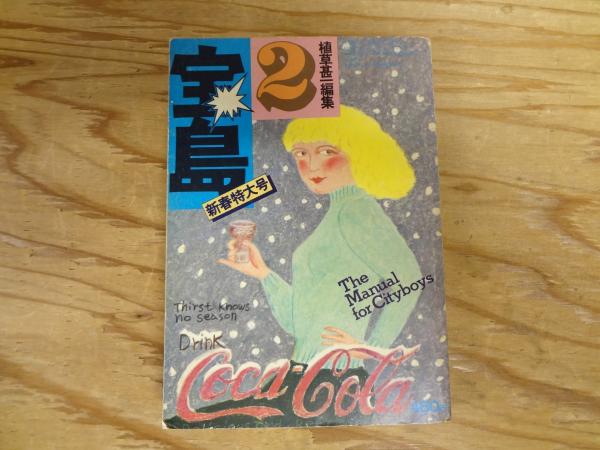 宝島
2
植草甚一編集
新春特大号
The
Manual
for Cityboys
Thirst knows
no season
Drink
Coca-Cola